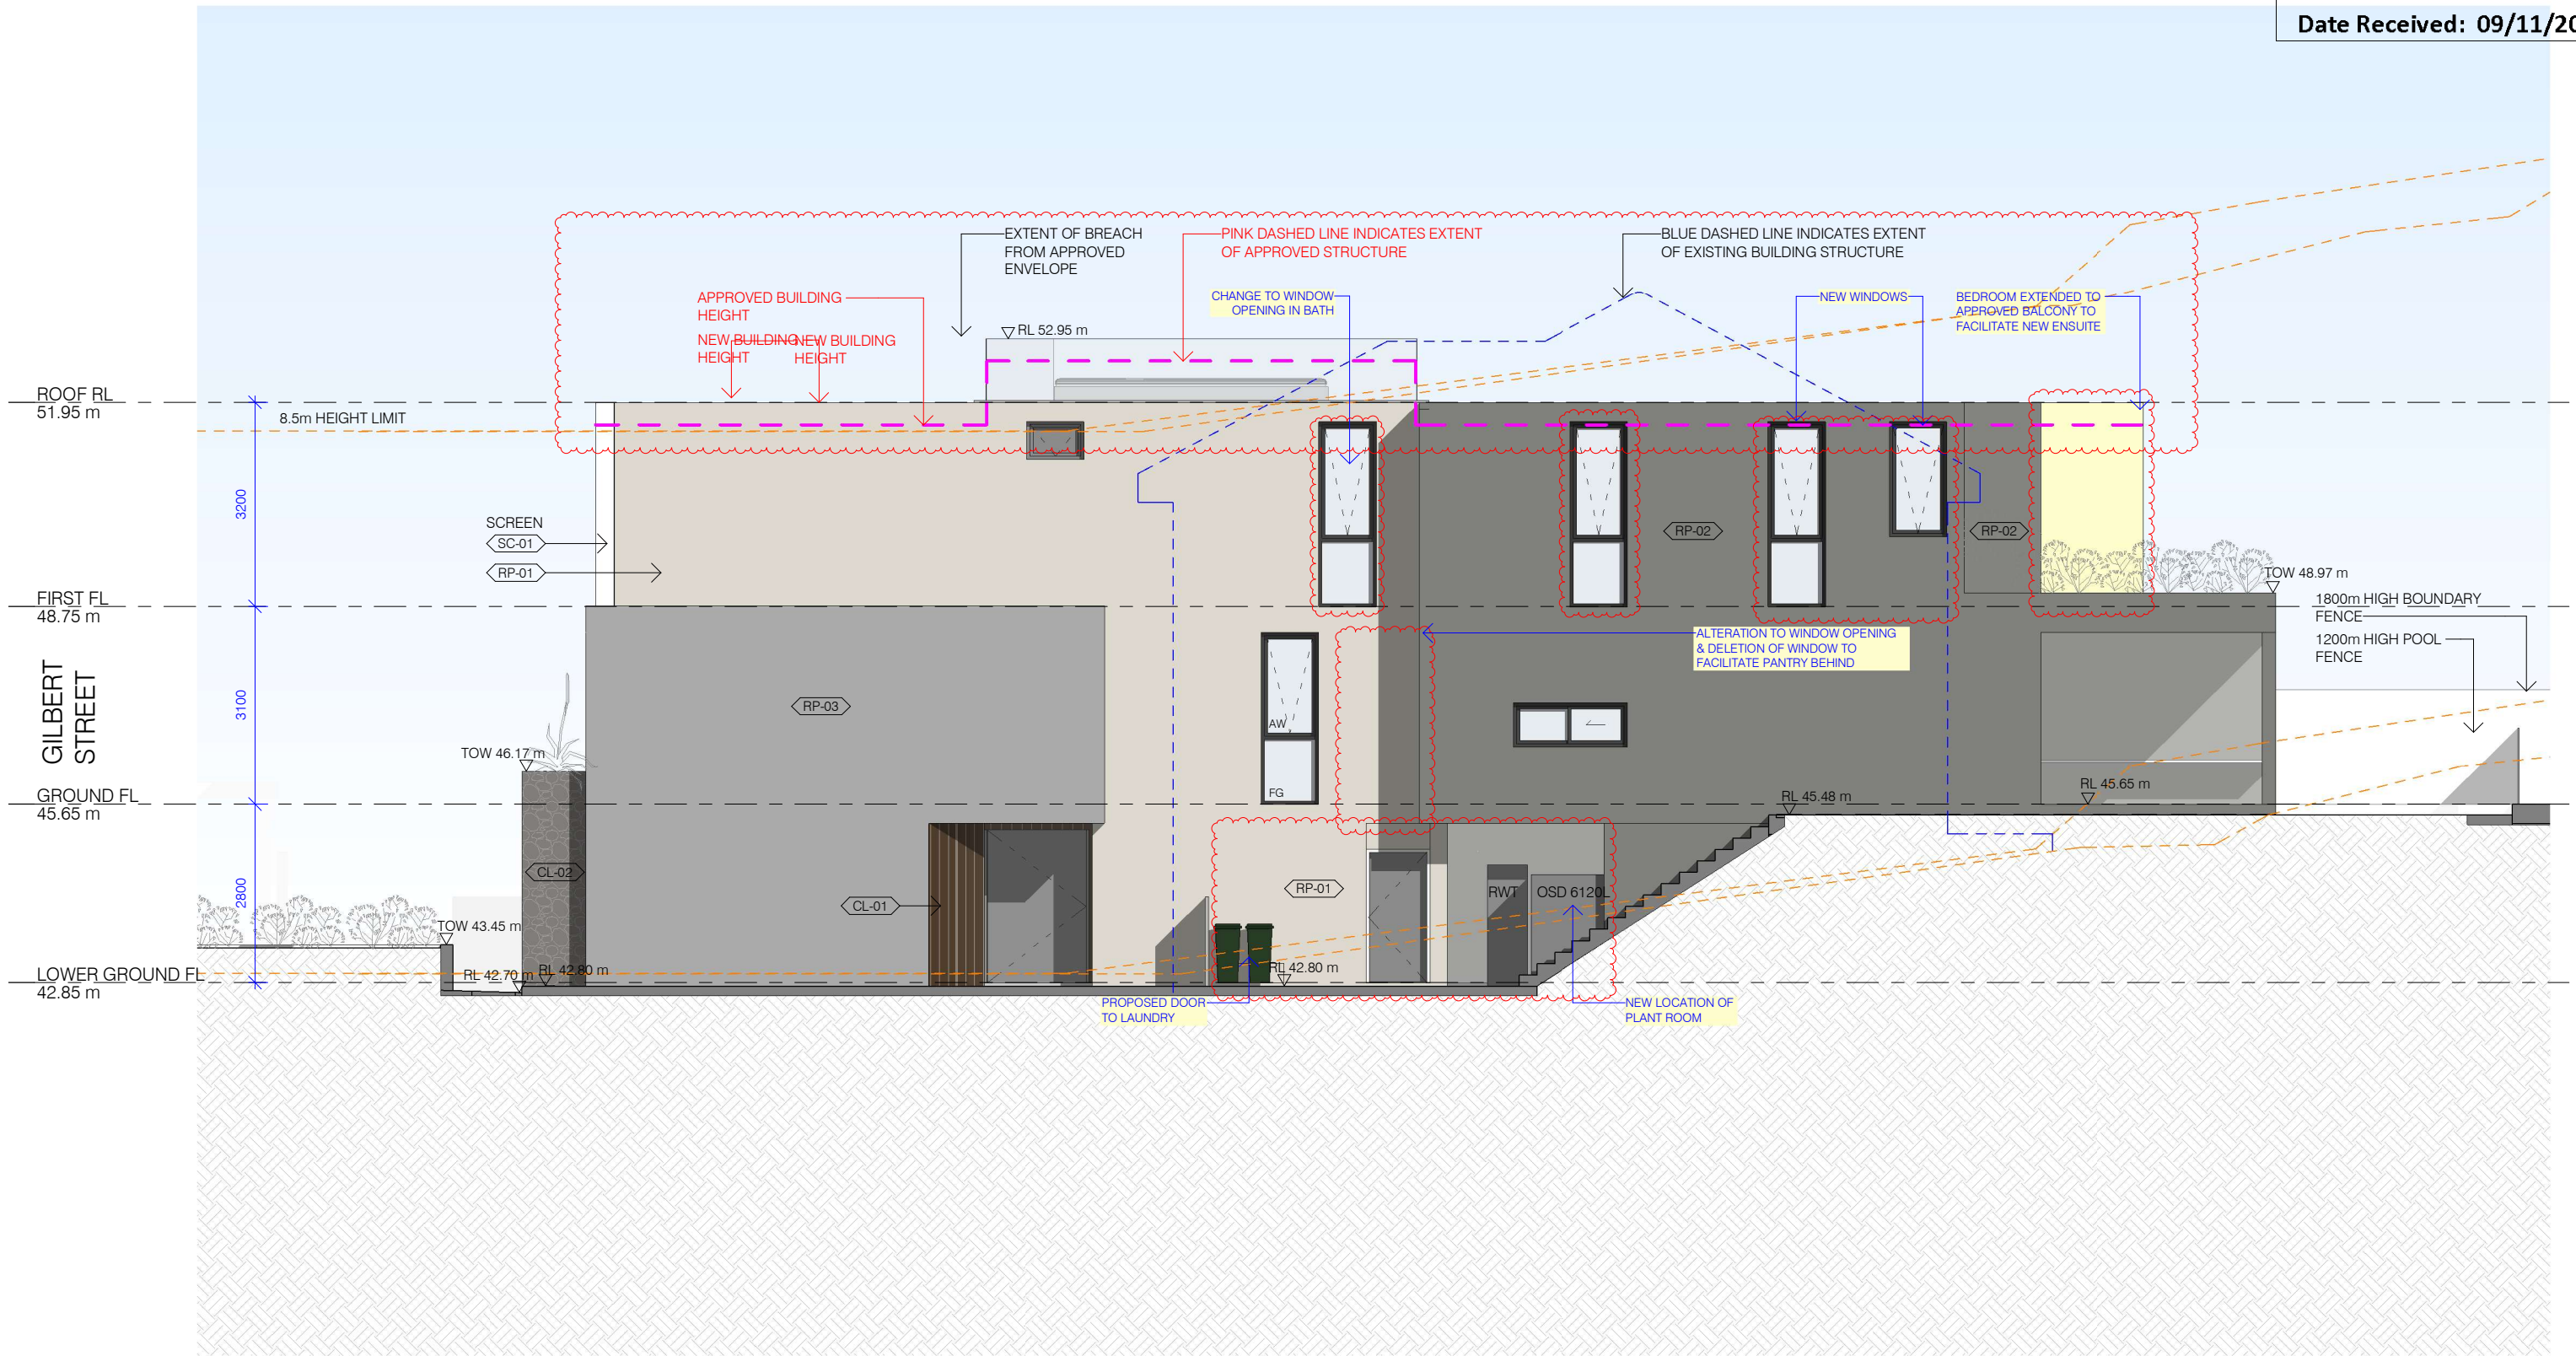 Date Received: 09/11/20
EXTENT OF BREACH
FROM APPROVED
ENVELOPE
PINK DASHED LINE INDICATES EXTENT
OF APPROVED STRUCTURE
BLUE DASHED LINE INDICATES EXTENT
OF EXISTING BUILDING STRUCTURE
APPROVED BUILDING
HEIGHT
NEW BUILDING
HEIGHT
NEW BUILDING
HEIGHT
CHANGE TO WINDOW
OPENING IN BATH
NEW WINDOWS
BEDROOM EXTENDED TO
APPROVED BALCONY TO
FACILITATE NEW ENSUITE
RL 52.95 m
ROOF RL
51.95 m
8.5m HEIGHT LIMIT
3200
SCREEN
SC-01
RP-01
RP-02
RP-02
TOW 48.97 m
FIRST FL
48.75 m
1800m HIGH BOUNDARY
FENCE
1200m HIGH POOL
FENCE
ALTERATION TO WINDOW OPENING
& DELETION OF WINDOW TO
FACILITATE PANTRY BEHIND
GILBERT
STREET
3100
RP-03
AW
FG
TOW 46.17 m
GROUND FL
45.65 m
RL 45.48 m
RL 45.65 m
2800
CL-02
CL-01
RP-01
RWT
OSD 6120L
TOW 43.45 m
LOWER GROUND FL
42.85 m
RL 42.70 m
RL 42.80 m
RL 42.80 m
PROPOSED DOOR
TO LAUNDRY
NEW LOCATION OF
PLANT ROOM